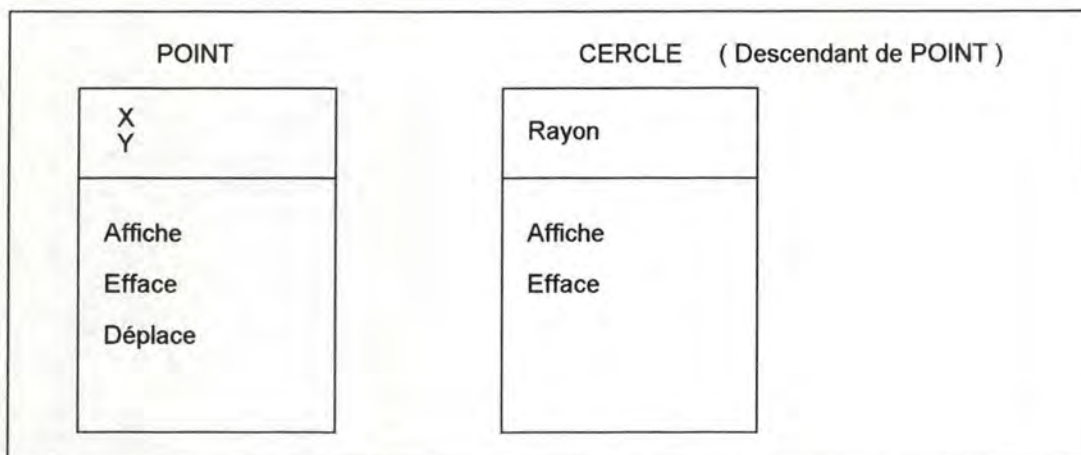 POINT
X
Y
Affiche
Efface
Déplace
CERCLE ( Descendant de POINT )
Rayon
Affiche
Efface